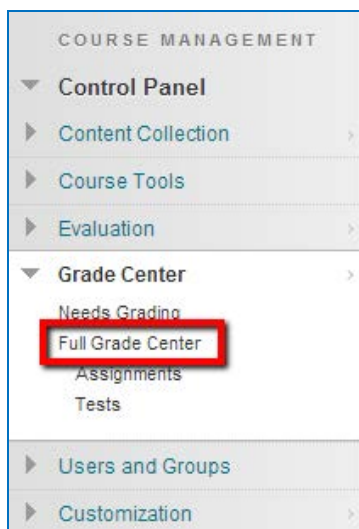 COURSE MANAGEMENT
Control Panel
Content Collection
Course Tools
Evaluation
Grade Center
Needs Grading
Full Grade Center
Assignments
Tests
Users and Groups
Customization